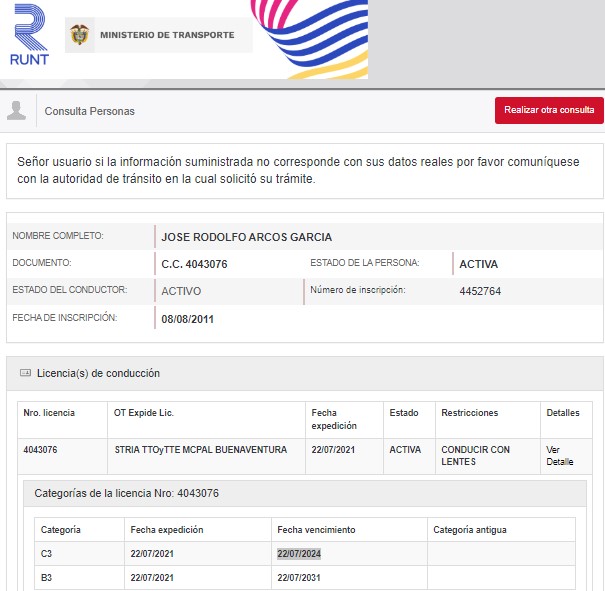 RUNT
MINISTERIO DE TRANSPORTE
Consulta Personas
Realizar otra consulta
Señor usuario si la información suministrada no corresponde con sus datos reales por favor comuníquese
con la autoridad de tránsito en la cual solicitó su trámite.
NOMBRE COMPLETO: JOSE RODOLFO ARCOS GARCIA
DOCUMENTO: C.C. 4043076 ESTADO DE LA PERSONA: ACTIVA
ESTADO DEL CONDUCTOR: ACTIVO Número de inscripción: 4452764
FECHA DE INSCRIPCIÓN: 08/08/2011
Licencia(s) de conducción
Nro. licencia OT Expide Lic. Fecha expedición Estado Restricciones Detalles
4043076 STRIA TTOyTTE MCPAL BUENAVENTURA 22/07/2021 ACTIVA CONDUCIR CON LENTES Ver Detalle
Categorías de la licencia Nro: 4043076
Categoría Fecha expedición Fecha vencimiento Categoría antigua
C3 22/07/2021 22/07/2024
B3 22/07/2021 22/07/2031